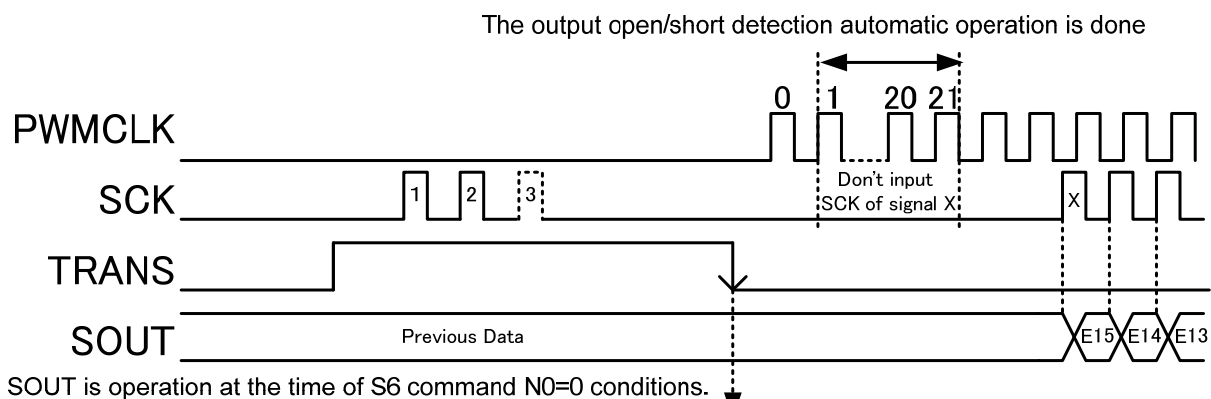 The output open/short detection automatic operation is done
0 1 20 21
PWMCLK
Don't input
SCK of signal X
SCK
1 2 3 X
TRANS
SOUT
Previous Data
E15 E14 E13
SOUT is operation at the time of S6 command N0=0 conditions.